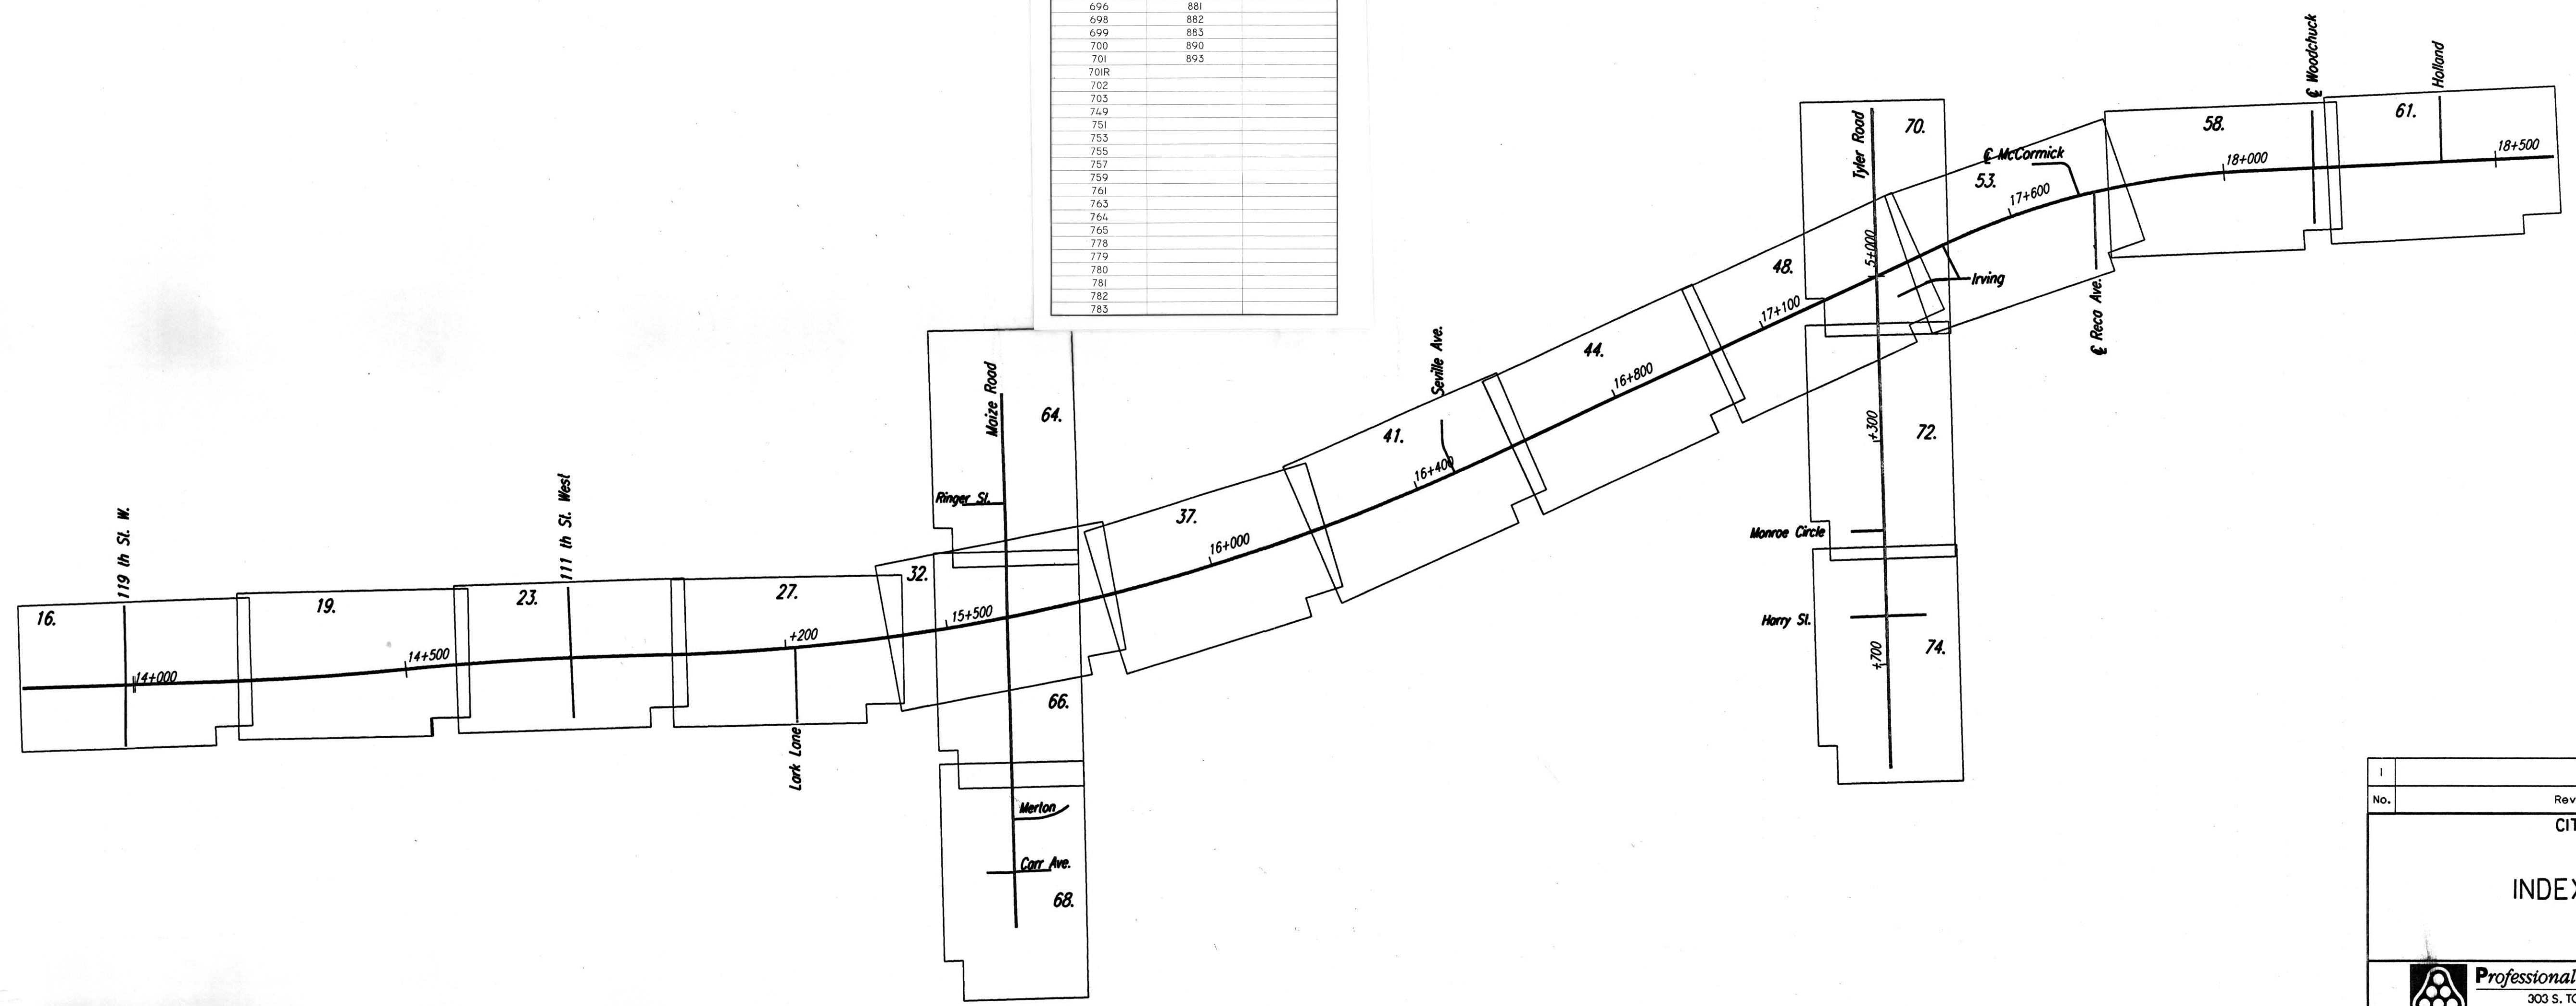 696 881
698 882
699 883
700 890
701 893
701R
702
703
749
751
753
755
757
759
761
763
764
765
778
779
780
781
782
783
16.
119 th St. W.
14+000
19.
14+500
23.
111 th St. West
27.
+200
Lark Lane
32.
15+500
Maize Road
64.
Ringer St.
66.
Merton
Carr Ave.
68.
37.
16+000
41.
Seville Ave.
16+400
44.
16+800
48.
17+100
Tyler Road
70.
5+000
53.
℄ McCormick
17+600
Irving
℄ Reca Ave.
+300
72.
Monroe Circle
Harry St.
+700
74.
58.
18+000
℄ Woodchuck
61.
Holland
18+500
1
No. Rev
CIT
INDEX
Professional
303 S. TO